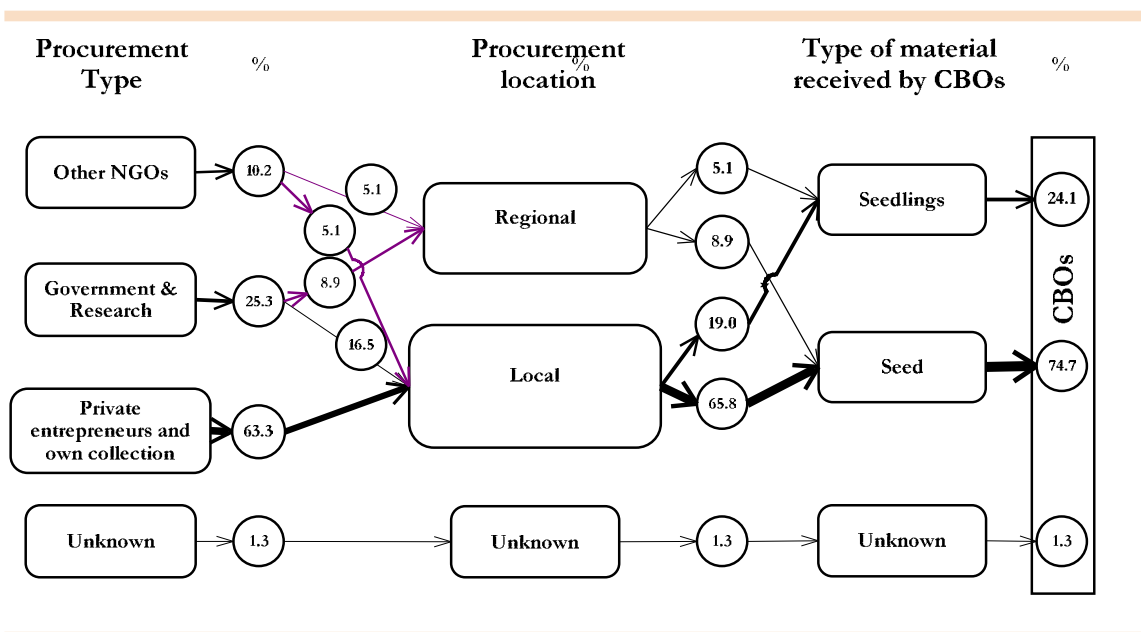 Procurement
Type
%
Procurement
location
%
Type of material
received by CBOs
%
Other NGOs
10.2
5.1
5.1
Regional
5.1
8.9
Seedlings
24.1
Government &
Research
25.3
8.9
16.5
Local
19.0
65.8
Seed
74.7
CBOs
Private
entrepreneurs and
own collection
63.3
Unknown
1.3
Unknown
1.3
Unknown
1.3